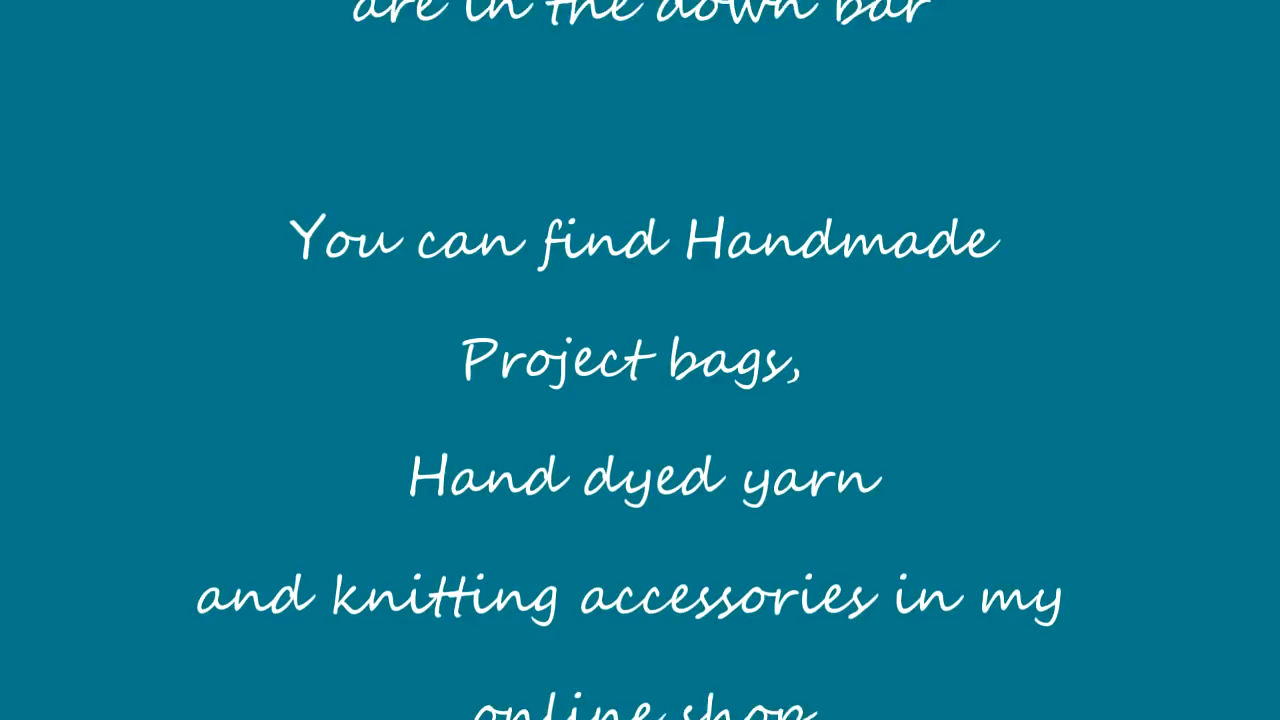 are in the down bar
You can find Handmade
Project bags,
Hand dyed yarn
and knitting accessories in my
online shop